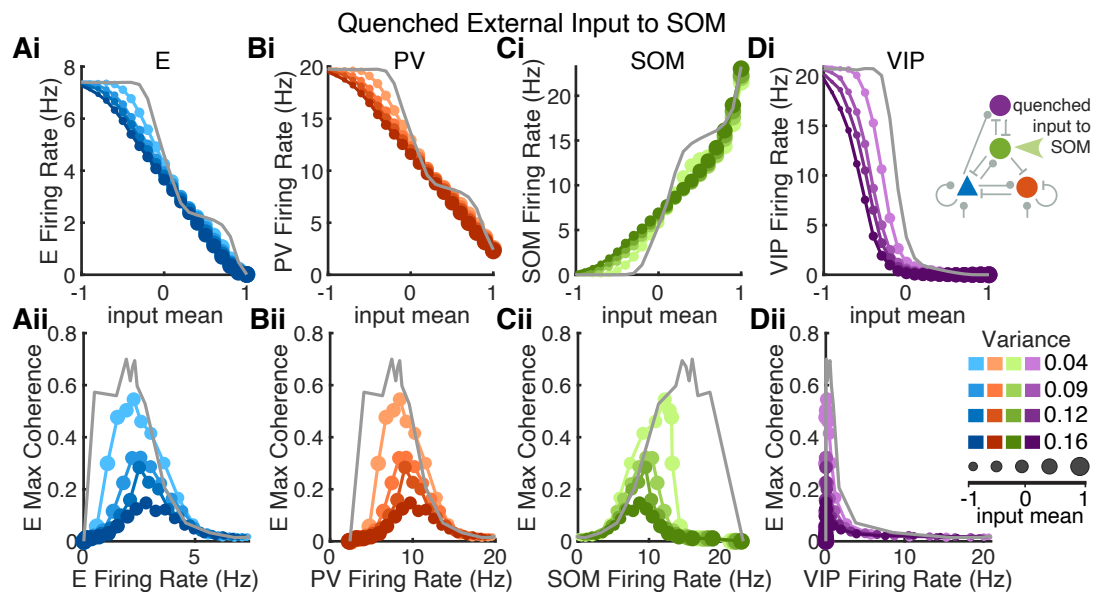 Quenched External Input to SOM
Ai
E
Bi
PV
Ci
SOM
Di
VIP
E Firing Rate (Hz)
8
6
4
2
0
-1
0
1
input mean
PV Firing Rate (Hz)
20
15
10
5
0
-1
0
1
input mean
SOM Firing Rate (Hz)
20
15
10
5
0
-1
0
1
input mean
VIP Firing Rate (Hz)
20
15
10
5
0
-1
0
1
input mean
quenched
input to
SOM
Aii
E Max Coherence
0.8
0.6
0.4
0.2
0
0
5
E Firing Rate (Hz)
Bii
E Max Coherence
0.8
0.6
0.4
0.2
0
0
10
20
PV Firing Rate (Hz)
Cii
E Max Coherence
0.8
0.6
0.4
0.2
0
0
10
20
SOM Firing Rate (Hz)
Dii
E Max Coherence
0.8
0.6
0.4
0.2
0
0
10
20
VIP Firing Rate (Hz)
Variance
0.04
0.09
0.12
0.16
-1
0
1
input mean